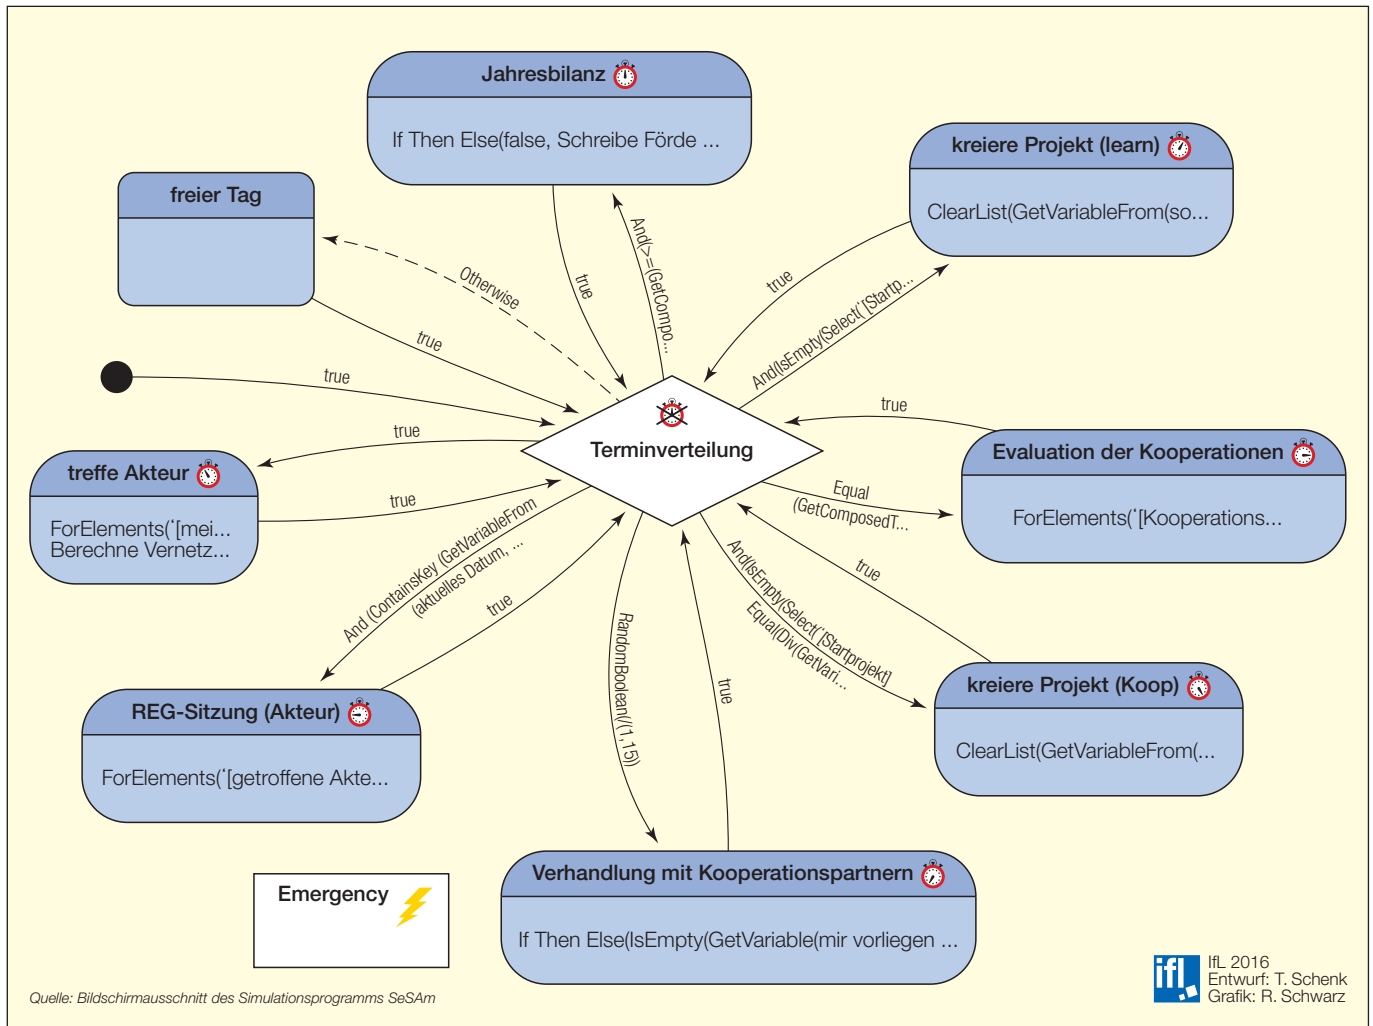 Jahresbilanz
If Then Else(false, Schreibe Förde ...
kreiere Projekt (learn)
ClearList(GetVariableFrom(so...
freier Tag
And(>=(GetCompo...
true
Otherwise
true
And(IsEmpty(Select('[Startp...
true
true
true
Terminverteilung
true
Evaluation der Kooperationen
ForElements('[Kooperations...
Equal
(GetComposedT...
true
treffe Akteur
ForElements('[mei...
Berechne Vernetz...
true
And (ContainsKey (GetVariableFrom
(aktuelles Datum, ...
true
RandomBoolean(/(1,15))
true
And(IsEmpty(Select('[Startprojekt]
Equal(Div(GetVari...
true
kreiere Projekt (Koop)
ClearList(GetVariableFrom(...
REG-Sitzung (Akteur)
ForElements('[getroffene Akte...
Verhandlung mit Kooperationspartnern
If Then Else(IsEmpty(GetVariable(mir vorliegen ...
Emergency
Quelle: Bildschirmausschnitt des Simulationsprogramms SeSAm
ifl
IfL 2016
Entwurf: T. Schenk
Grafik: R. Schwarz